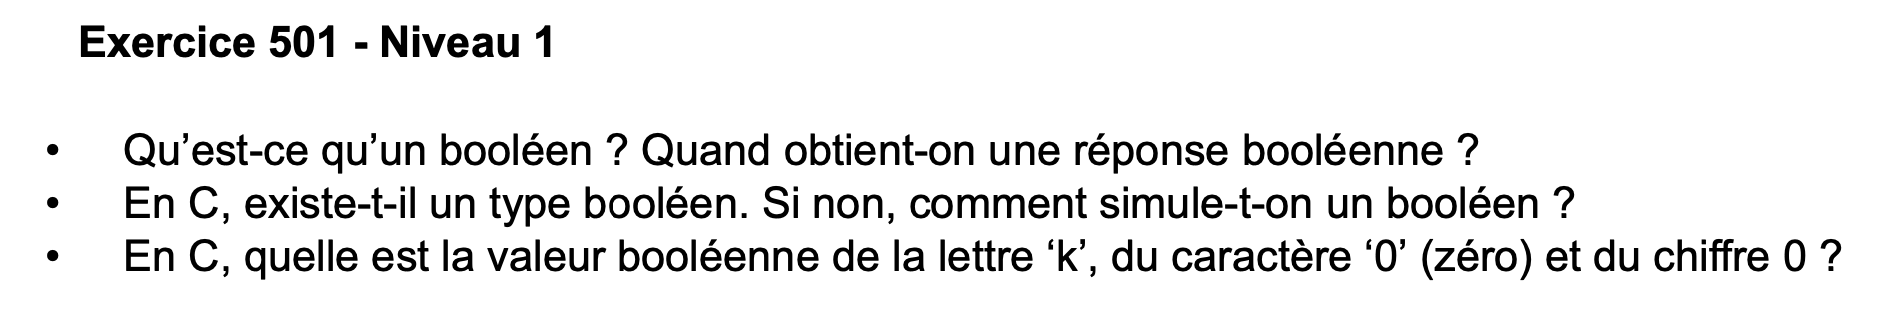 Exercice 501 - Niveau 1
• Qu’est-ce qu’un booléen ? Quand obtient-on une réponse booléenne ?
• En C, existe-t-il un type booléen. Si non, comment simule-t-on un booléen ?
• En C, quelle est la valeur booléenne de la lettre ‘k’, du caractère ‘0’ (zéro) et du chiffre 0 ?